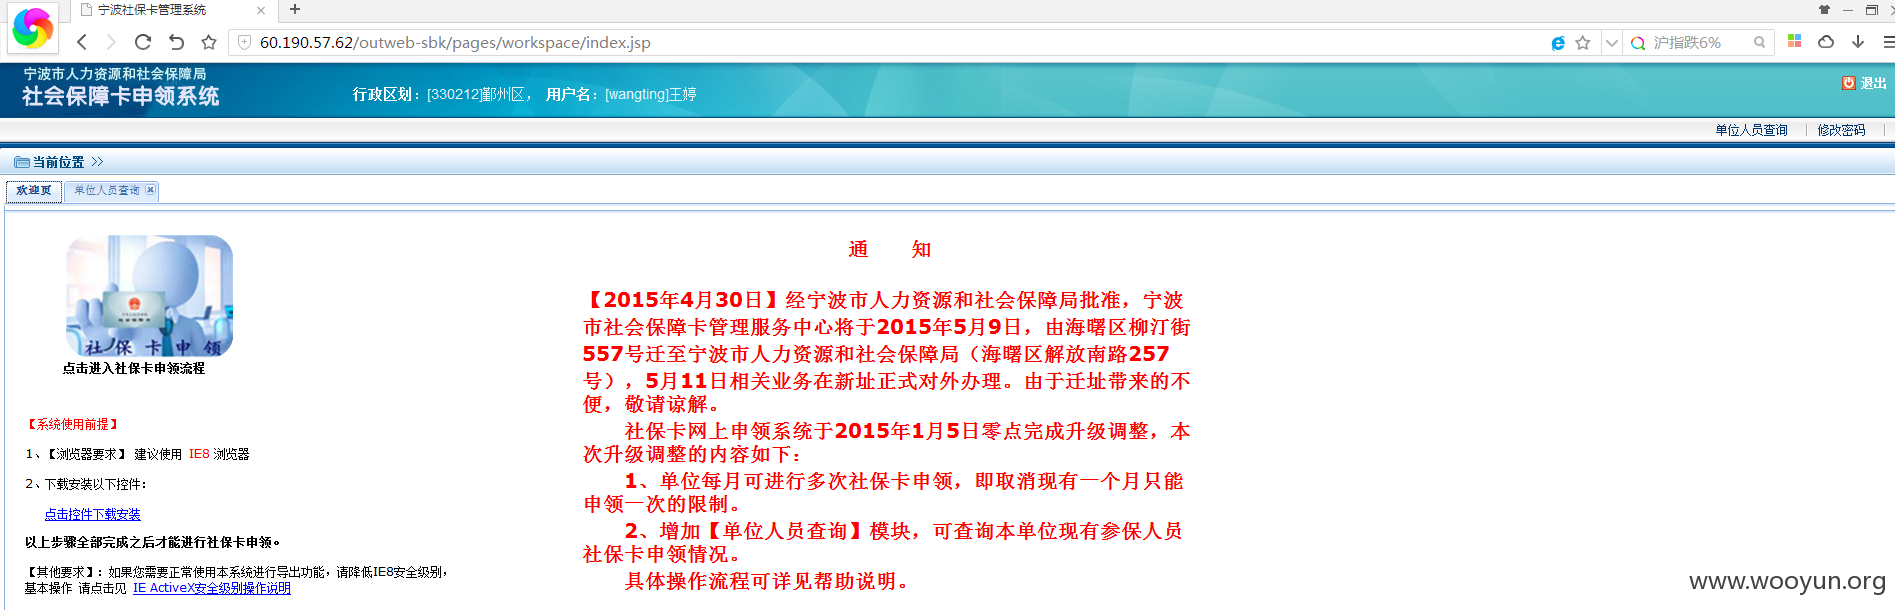 宁波社保卡管理系统
60.190.57.62/outweb-sbk/pages/workspace/index.jsp
沪指跌6%
宁波市人力资源和社会保障局
社会保障卡申领系统
行政区划：[330212]鄞州区， 用户名：[wangting]王婷
退出
单位人员查询 | 修改密码 |
当前位置 >>
欢迎页 单位人员查询
社 保 卡 申 领
点击进入社保卡申领流程
【系统使用前提】
1、【浏览器要求】 建议使用 IE8 浏览器
2、下载安装以下控件：
点击控件下载安装
以上步骤全部完成之后才能进行社保卡申领。
【其他要求】：如果您需要正常使用本系统进行导出功能，请降低IE8安全级别，
基本操作 请点击见 IE ActiveX安全级别操作说明
通 知
【2015年4月30日】经宁波市人力资源和社会保障局批准，宁波
市社会保障卡管理服务中心将于2015年5月9日，由海曙区柳汀街
557号迁至宁波市人力资源和社会保障局（海曙区解放南路257
号），5月11日相关业务在新址正式对外办理。由于迁址带来的不
便，敬请谅解。
社保卡网上申领系统于2015年1月5日零点完成升级调整，本
次升级调整的内容如下：
1、单位每月可进行多次社保卡申领，即取消现有一个月只能
申领一次的限制。
2、增加【单位人员查询】模块，可查询本单位现有参保人员
社保卡申领情况。
具体操作流程可详见帮助说明。
www.wooyun.org